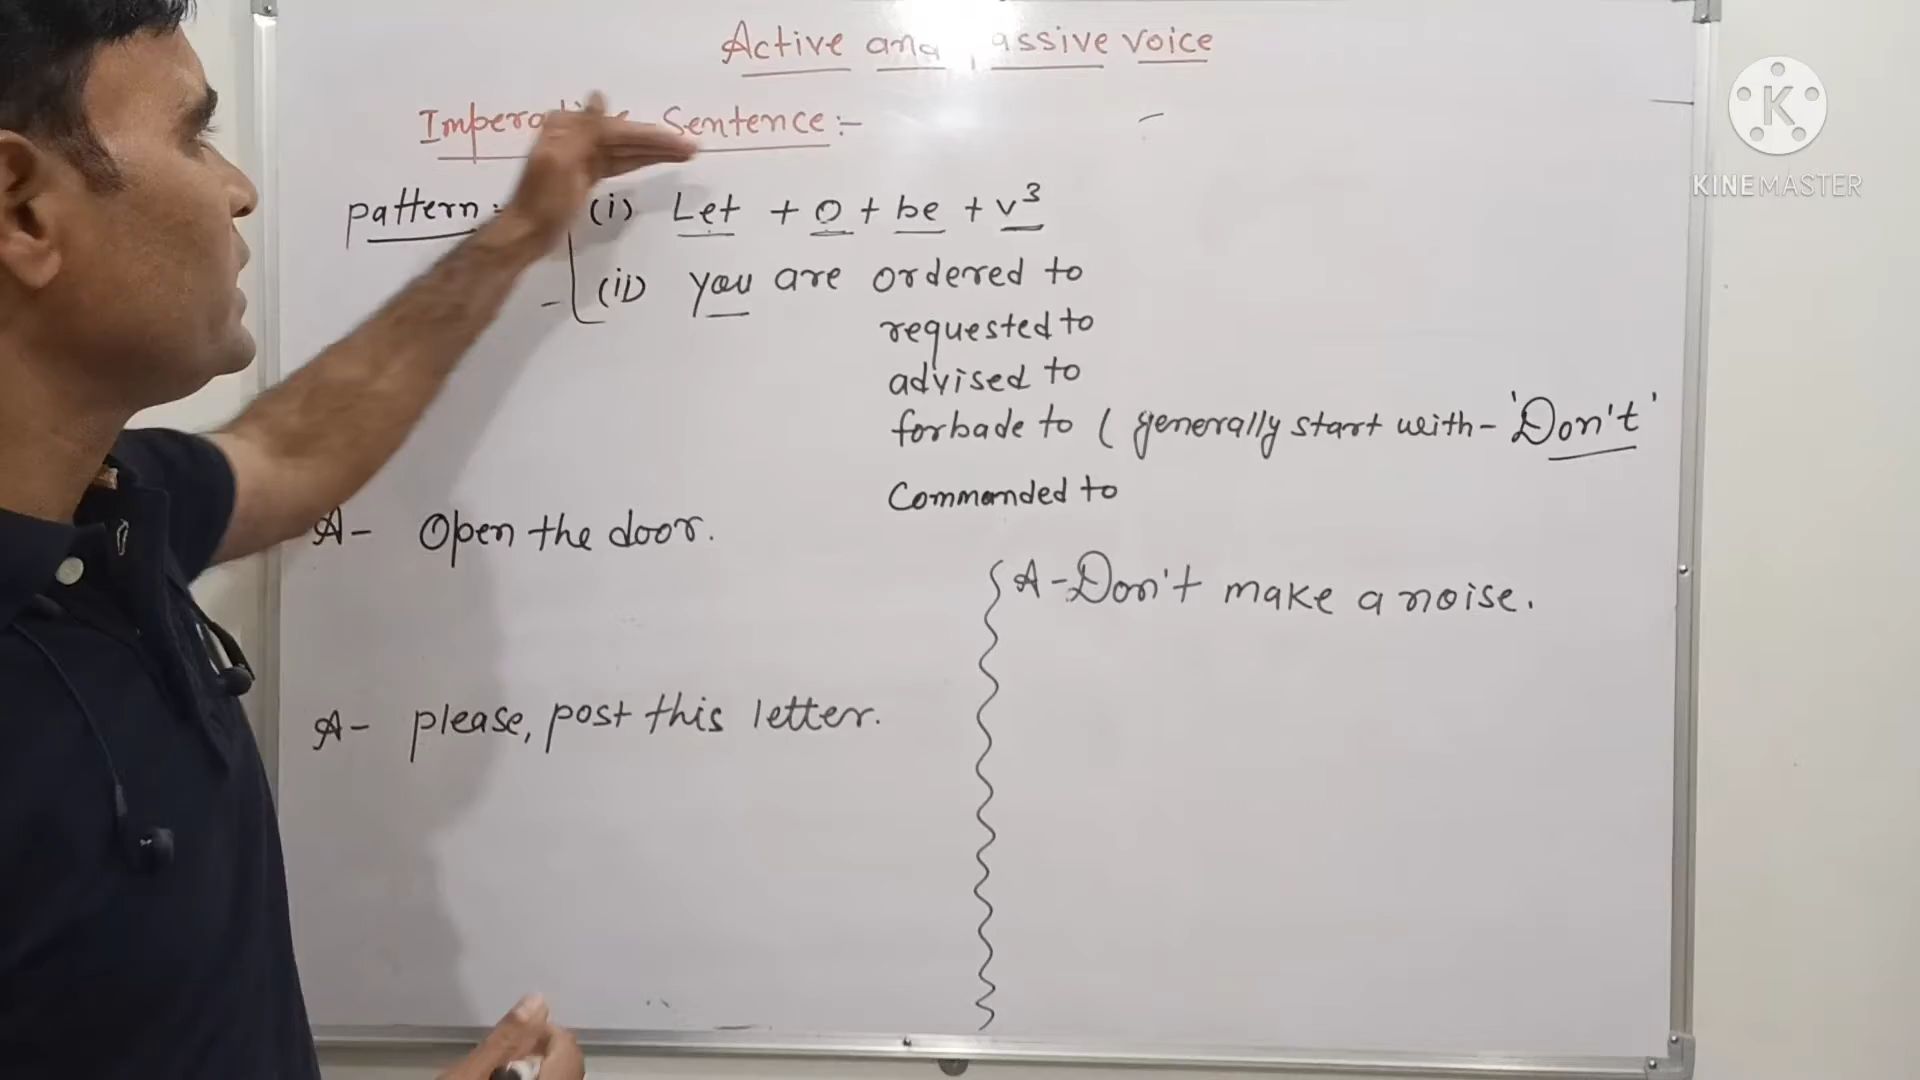 Active and passive voice
Sentence:-
pattern:- (i) Let + O + be + v³
(ii) you are ordered to
requested to
advised to
forbade to ( generally start with - 'Don't'
Commanded to
A- Open the door.
A- Don't make a noise.
A- please, post this letter.
KINEMASTER